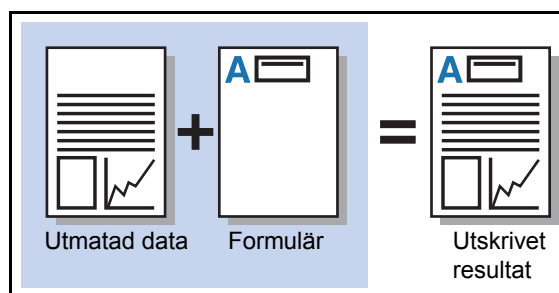 A
A
Utmatad data
Formulär
Utskrivet
resultat